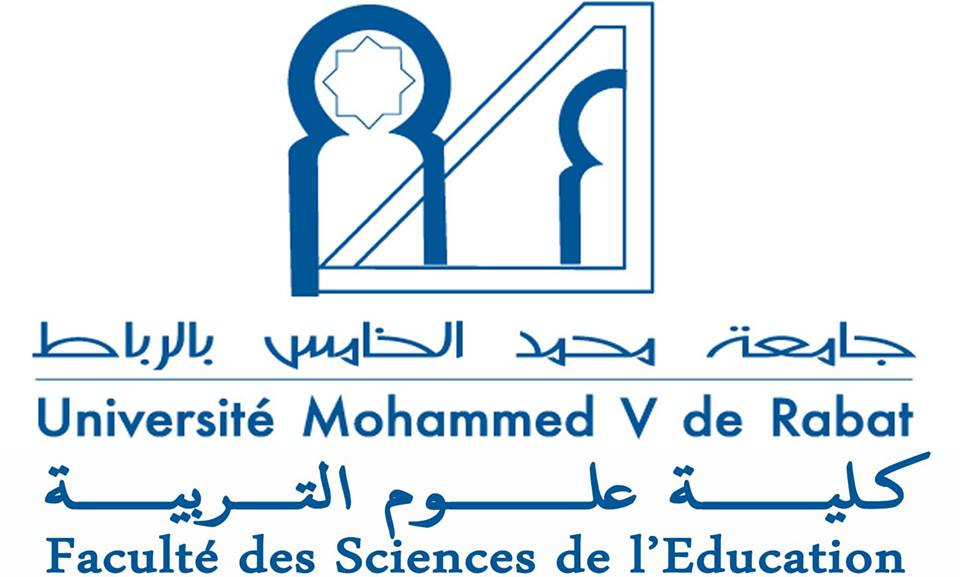 جامعة محمد الخامس بالرباط
Université Mohammed V de Rabat
كلية علوم التربية
Faculté des Sciences de l’Education